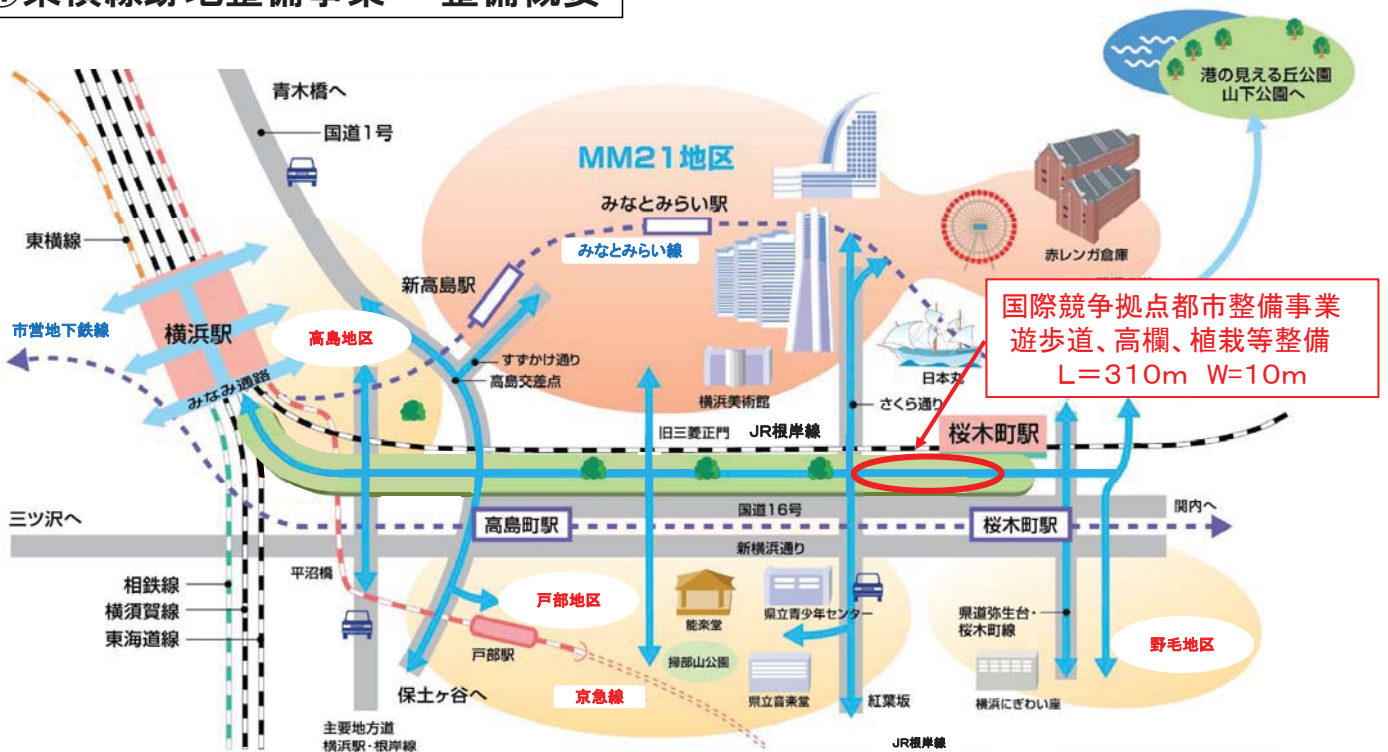 東横線跡地整備事業 整備概要
港の見える丘公園
山下公園へ
青木橋へ
国道1号
MM21地区
みなとみらい駅
みなとみらい線
東横線
新高島駅
赤レンガ倉庫
市営地下鉄線
横浜駅
高島地区
みなみ通路
すずかけ通り
高島交差点
横浜美術館
日本丸
さくら通り
国際競争拠点都市整備事業
遊歩道、高欄、植栽等整備
L=310m W=10m
旧三菱正門
JR根岸線
桜木町駅
三ツ沢へ
高島町駅
国道16号
桜木町駅
関内へ
新横浜通り
平沼橋
相鉄線
横須賀線
東海道線
戸部地区
戸部駅
能楽堂
県立青少年センター
掃部山公園
県立音楽堂
県道弥生台・
桜木町線
野毛地区
横浜にぎわい座
保土ヶ谷へ
京急線
紅葉坂
主要地方道
横浜駅・根岸線
JR根岸線